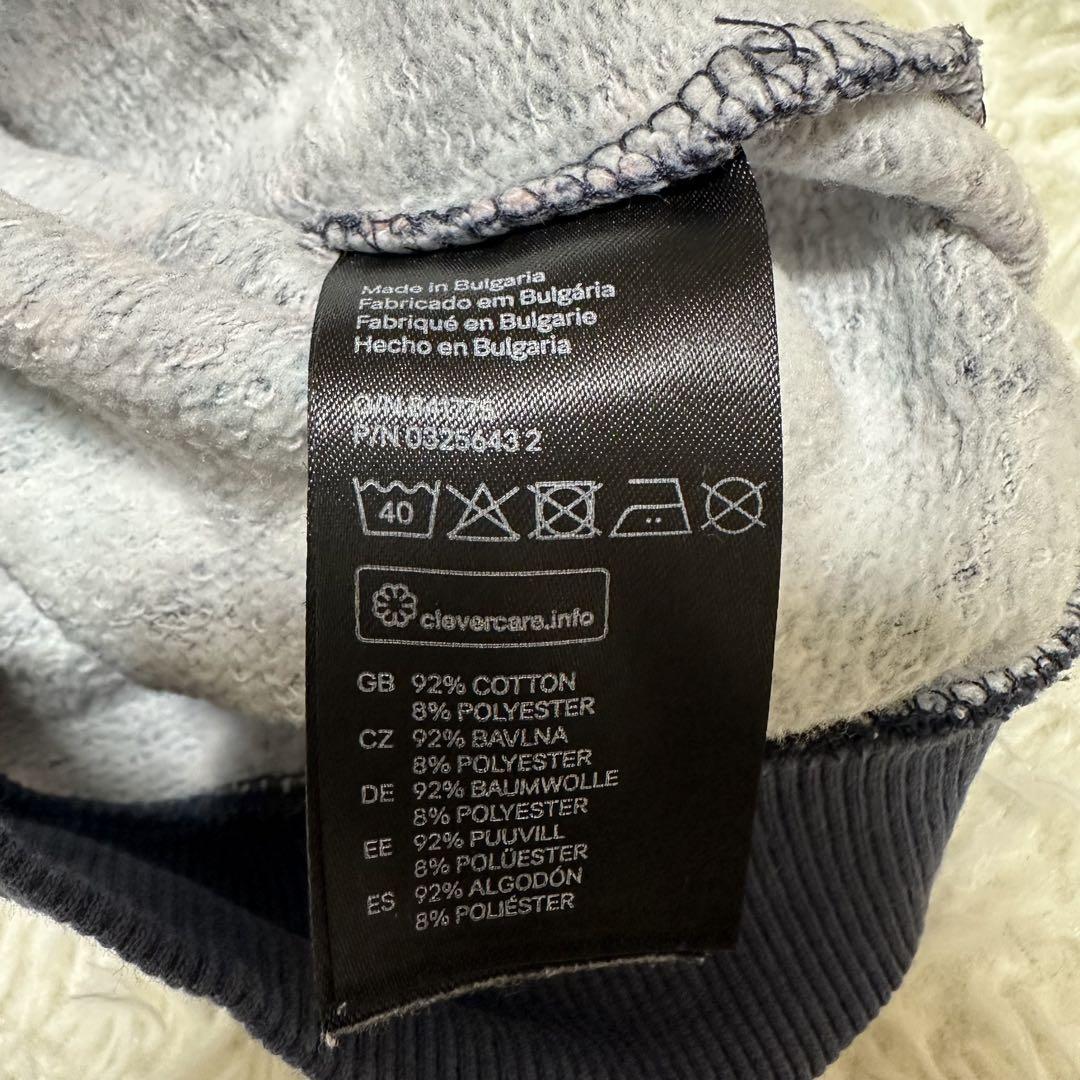 Made in Bulgaria
Fabricado em Bulgária
Fabriqué en Bulgarie
Hecho en Bulgaria
O/N
P/N 0325643 2
40
clevercare.info
GB 92% COTTON
8% POLYESTER
CZ 92% BAVLNA
8% POLYESTER
DE 92% BAUMWOLLE
8% POLYESTER
EE 92% PUUVILL
8% POLÜESTER
ES 92% ALGODÓN
8% POLIÉSTER